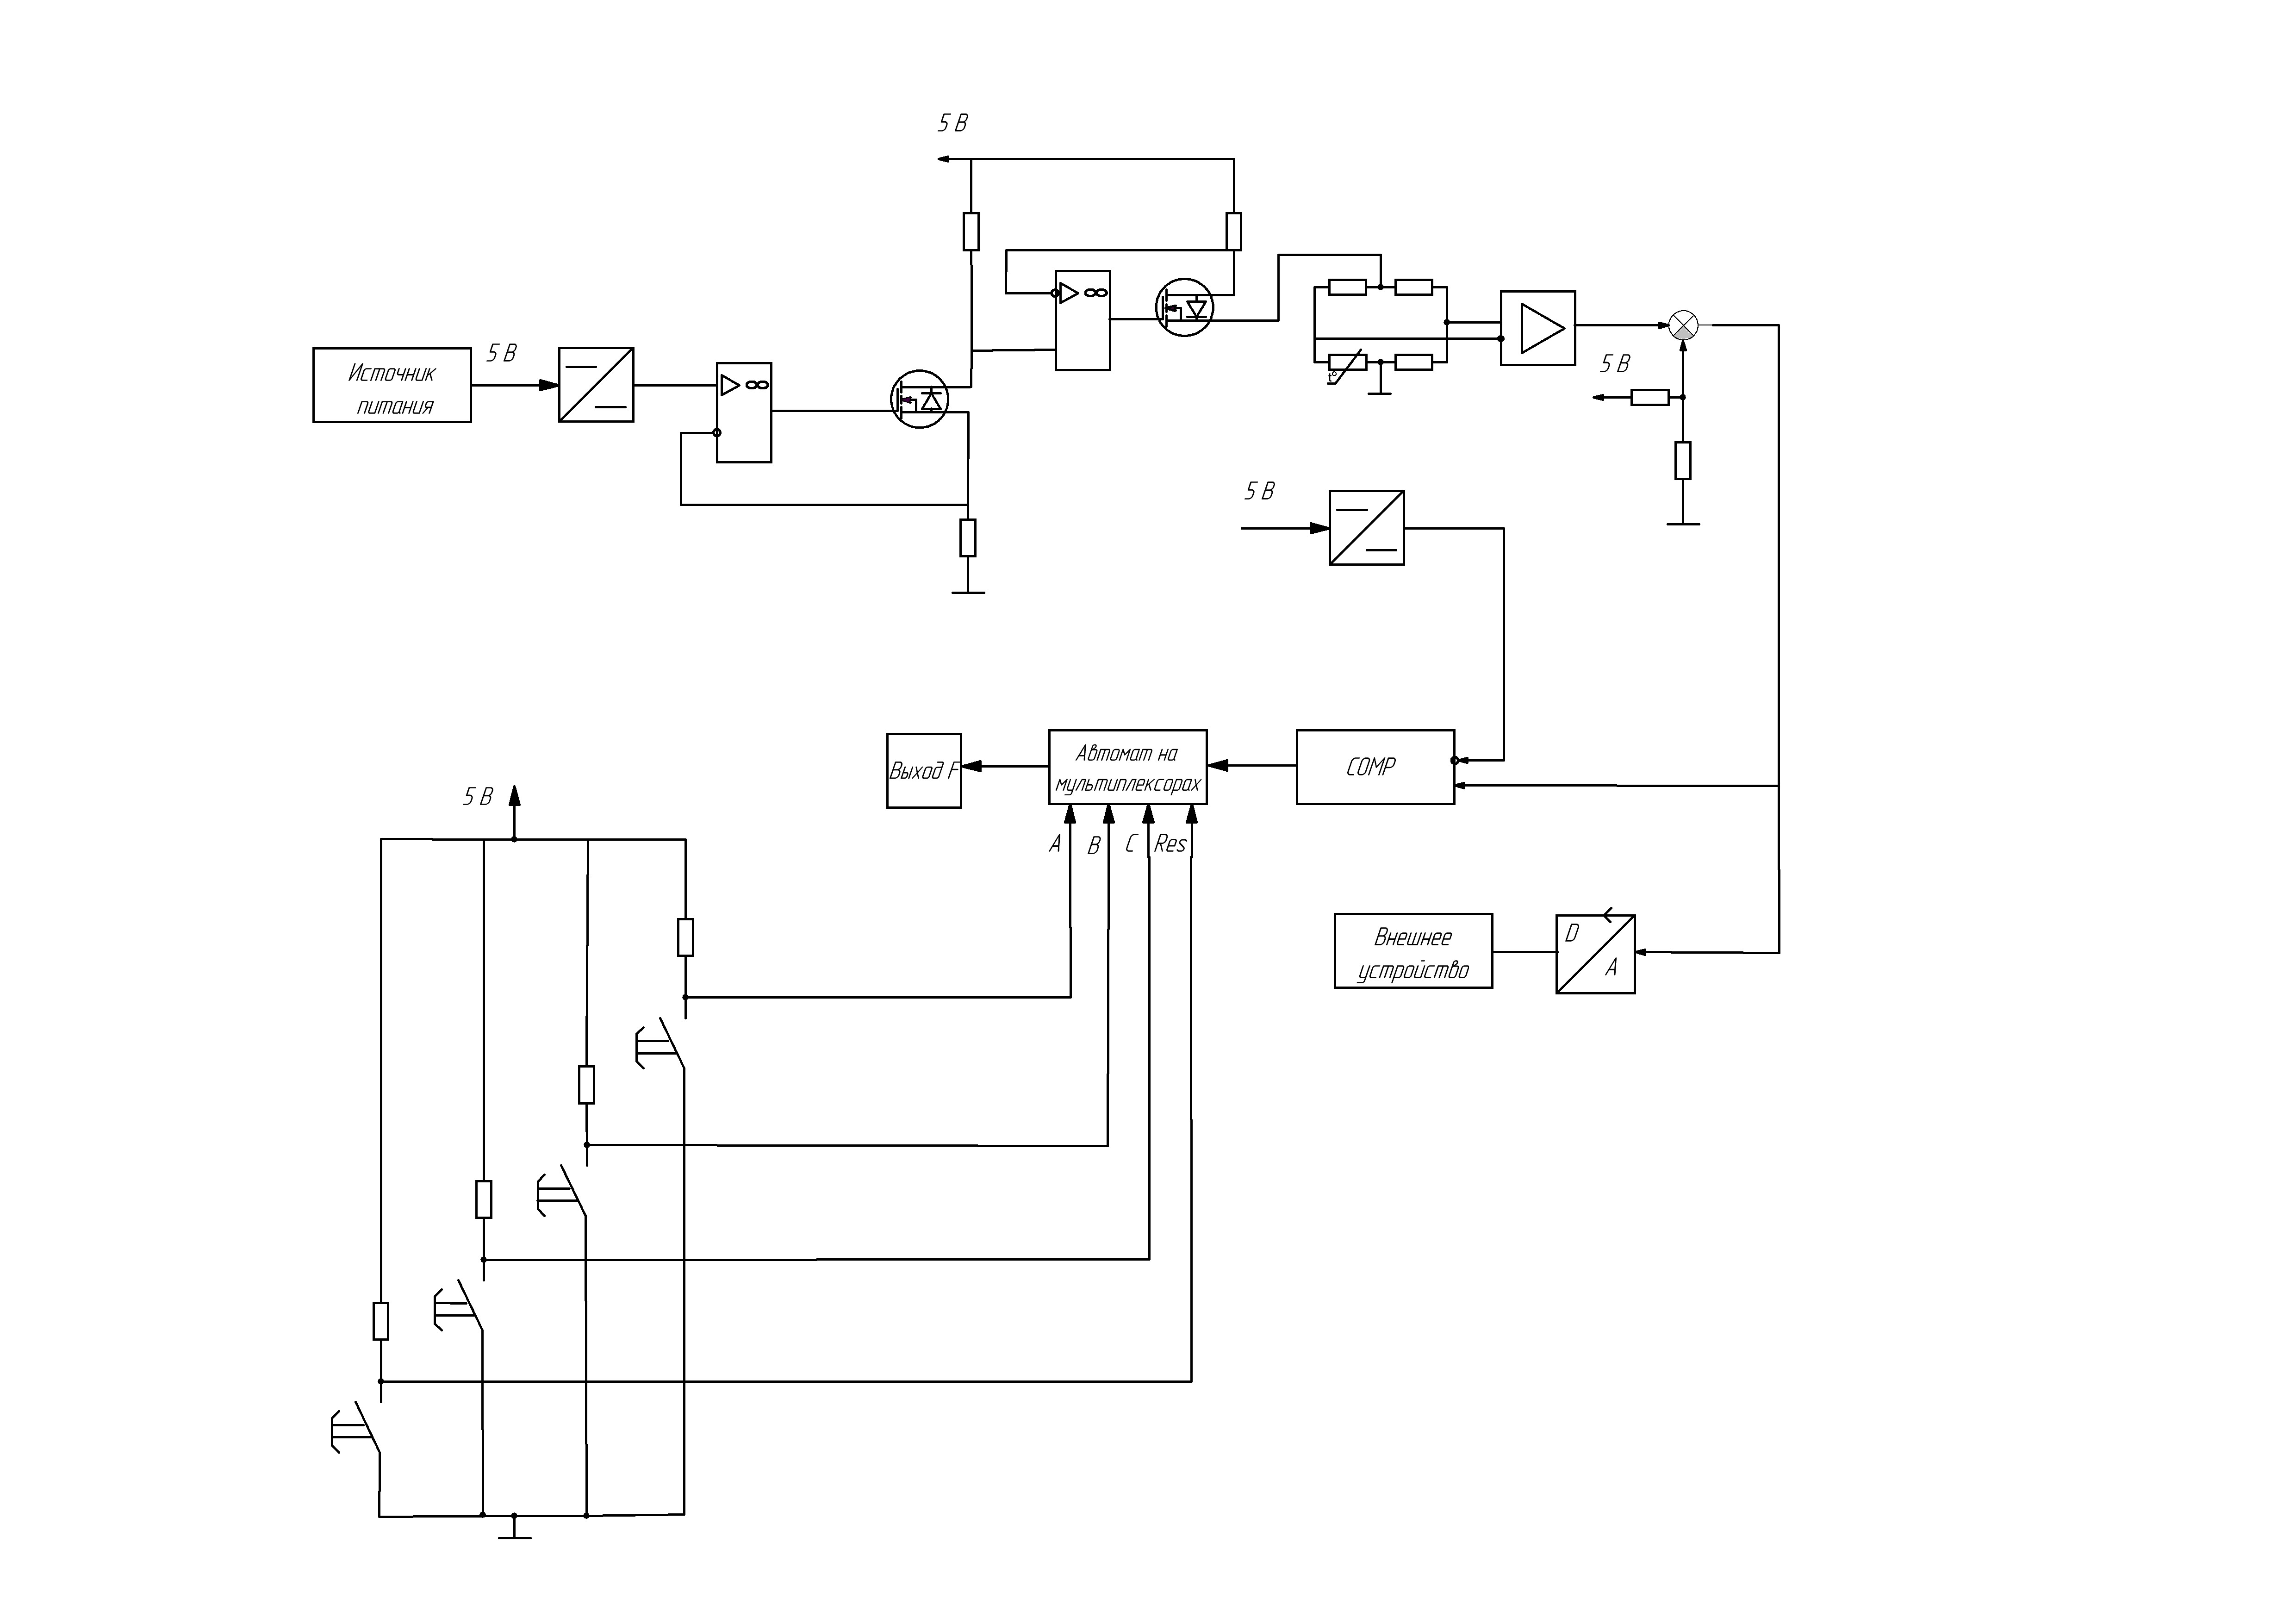 5 В
Источник
питания
5 В
∞
∞
t°
5 В
5 В
Выход F
Автомат на
мультиплексорах
COMP
A
B
C
Res
5 В
Внешнее
устройство
D
A